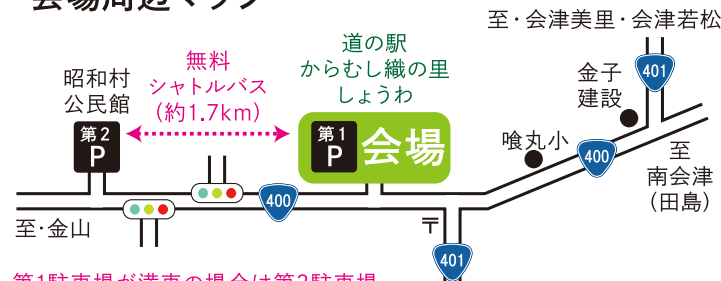 会場周辺マップ
至・会津美里・会津若松
道の駅
からむし織の里
しょうわ
無料
シャトルバス
(約1.7km)
昭和村
公民館
金子
建設
401
第2
P
第1
P
会場
喰丸小
400
至
南会津
(田島)
400
至・金山
〒
401
第1駐車場が満車の場合は第2駐車場